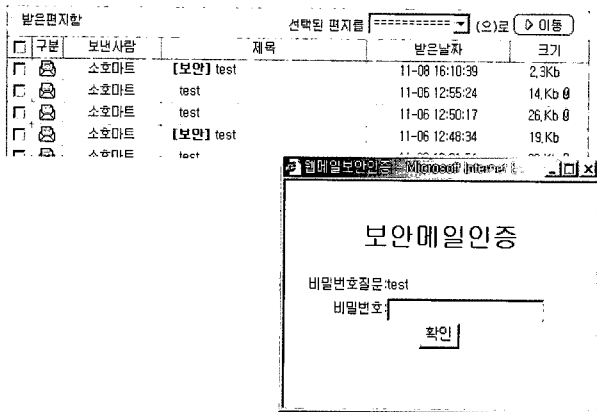 받은편지함 선택된 편지를 ============ (으)로 ▷ 이동
구분 보낸사람 제목 받은날짜 크기
소호마트 [보안] test 11-08 16:10:39 2,3Kb
소호마트 test 11-06 12:55:24 14,Kb
소호마트 test 11-06 12:50:17 26,Kb
소호마트 [보안] test 11-06 12:48:34 19,Kb
소호마트 test
웹메일보안인증 - Microsoft Internet
보안메일인증
비밀번호질문:test
비밀번호:
확인